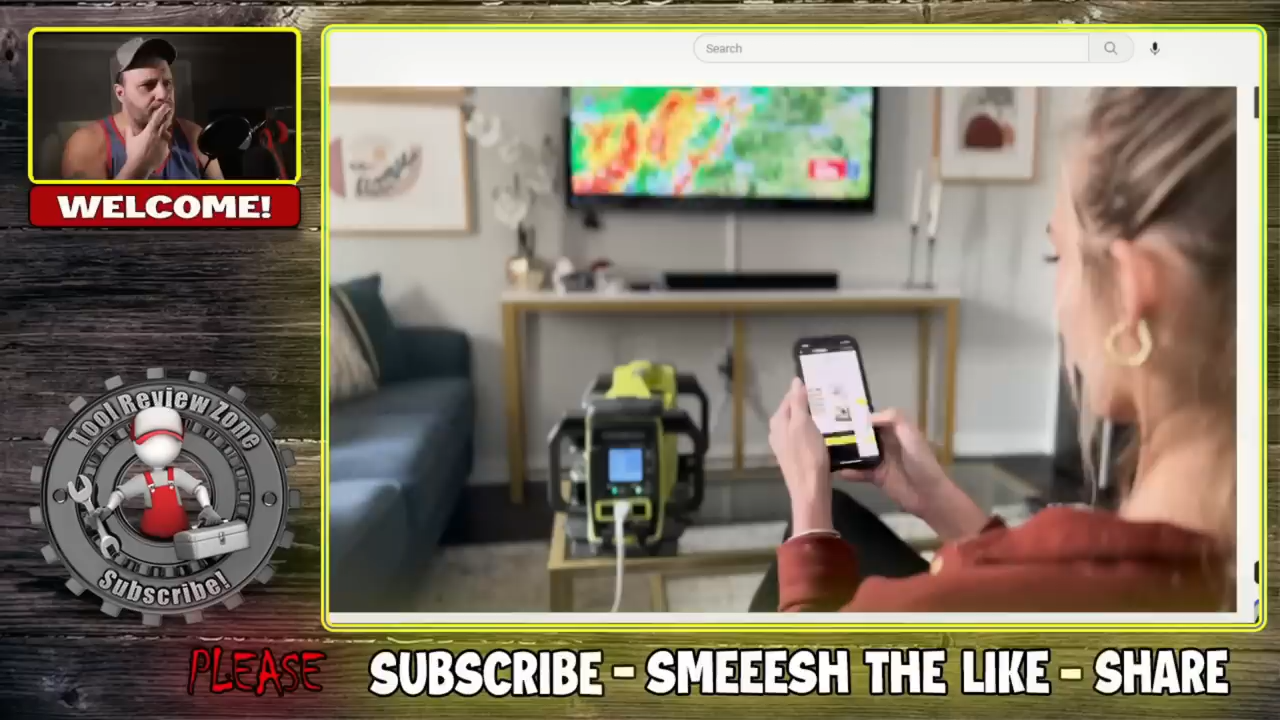 Search
WELCOME!
Tool Review Zone
Subscribe!
PLEASE
SUBSCRIBE - SMEEESH THE LIKE - SHARE